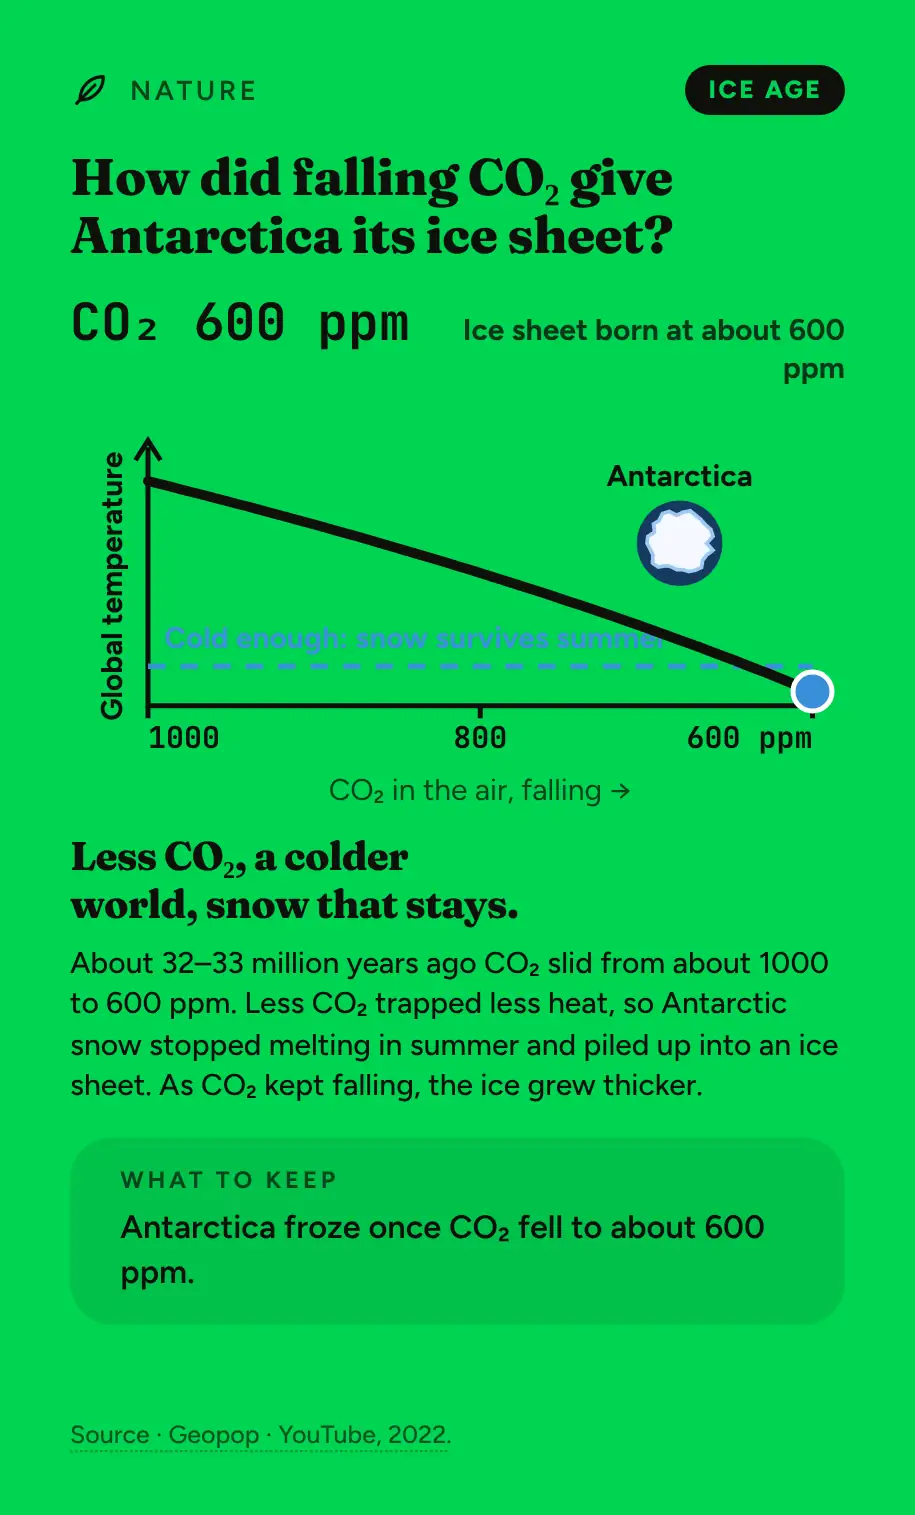 NATURE
ICE AGE
How did falling CO₂ give
Antarctica its ice sheet?
CO₂ 600 ppm
Ice sheet born at about 600
ppm
Global temperature
Antarctica
Cold enough: snow survives summer
1000
800
600 ppm
CO₂ in the air, falling →
Less CO₂, a colder
world, snow that stays.
About 32–33 million years ago CO₂ slid from about 1000
to 600 ppm. Less CO₂ trapped less heat, so Antarctic
snow stopped melting in summer and piled up into an ice
sheet. As CO₂ kept falling, the ice grew thicker.
WHAT TO KEEP
Antarctica froze once CO₂ fell to about 600
ppm.
Source · Geopop · YouTube, 2022.